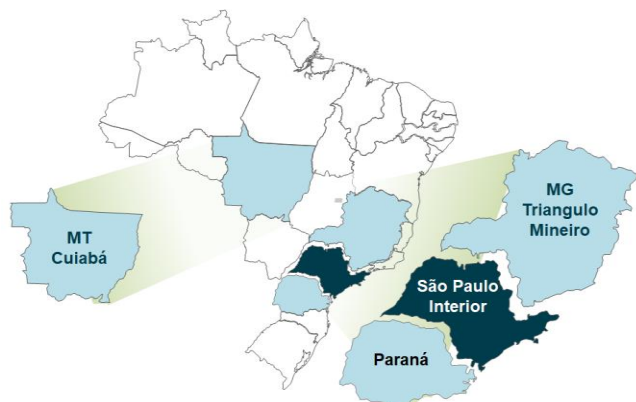 MT
Cuiabá
MG
Triangulo
Mineiro
São Paulo
Interior
Paraná